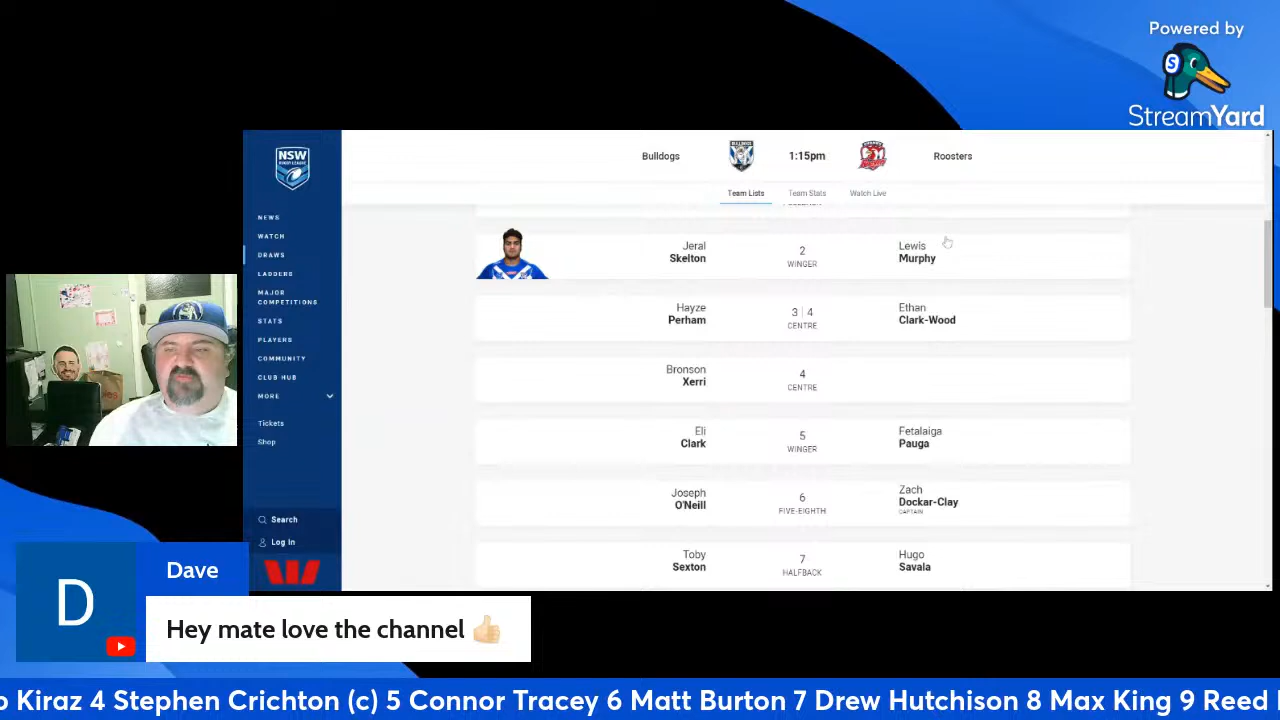 Powered by
StreamYard
NSW
RUGBY LEAGUE
Bulldogs
1:15pm
Roosters
Team Lists
Team Stats
Watch Live
NEWS
WATCH
DRAWS
LADDERS
MAJOR
COMPETITIONS
STATS
PLAYERS
COMMUNITY
CLUB HUB
MORE
Tickets
Shop
Search
Log In
Jeral
Skelton
2
WINGER
Lewis
Murphy
Hayze
Perham
3 | 4
CENTRE
Ethan
Clark-Wood
Bronson
Xerri
4
CENTRE
Eli
Clark
5
WINGER
Fetalaiga
Pauga
Joseph
O'Neill
6
FIVE-EIGHTH
Zach
Dockar-Clay
CAPTAIN
Toby
Sexton
7
HALFBACK
Hugo
Savala
D
Dave
Hey mate love the channel 👍🏻
o Kiraz 4 Stephen Crichton (c) 5 Connor Tracey 6 Matt Burton 7 Drew Hutchison 8 Max King 9 Reed